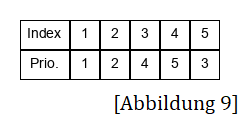 Index 1 2 3 4 5
Prio. 1 2 4 5 3
[Abbildung 9]